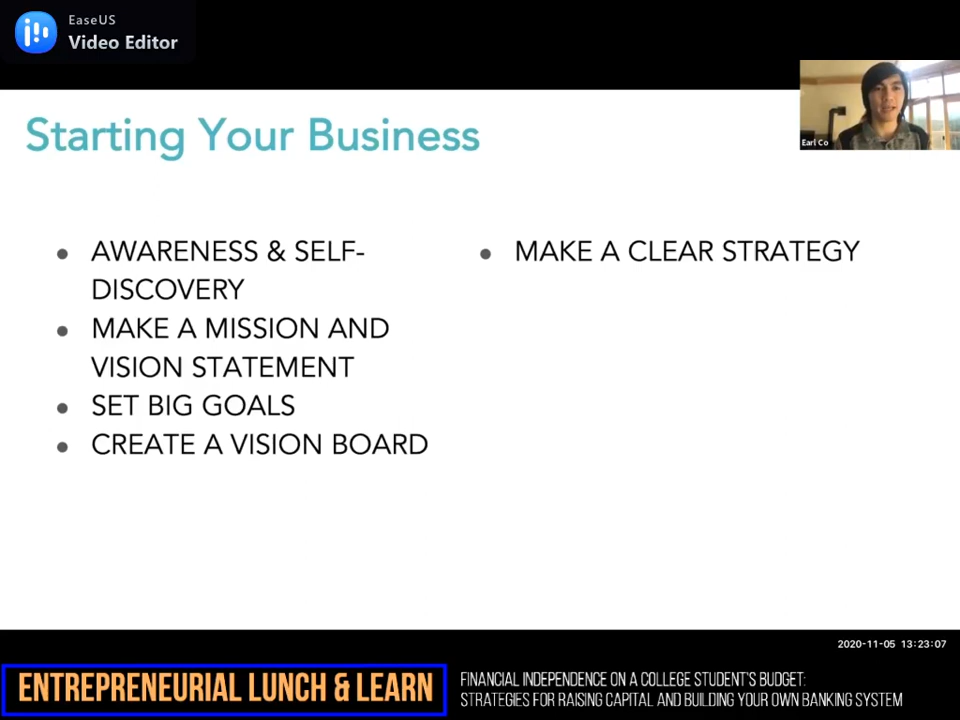 EaseUS
Video Editor
Starting Your Business
Earl Co
AWARENESS & SELF-
DISCOVERY
MAKE A MISSION AND
VISION STATEMENT
SET BIG GOALS
CREATE A VISION BOARD
MAKE A CLEAR STRATEGY
2020-11-05 13:23:07
ENTREPRENEURIAL LUNCH & LEARN
FINANCIAL INDEPENDENCE ON A COLLEGE STUDENT'S BUDGET:
STRATEGIES FOR RAISING CAPITAL AND BUILDING YOUR OWN BANKING SYSTEM